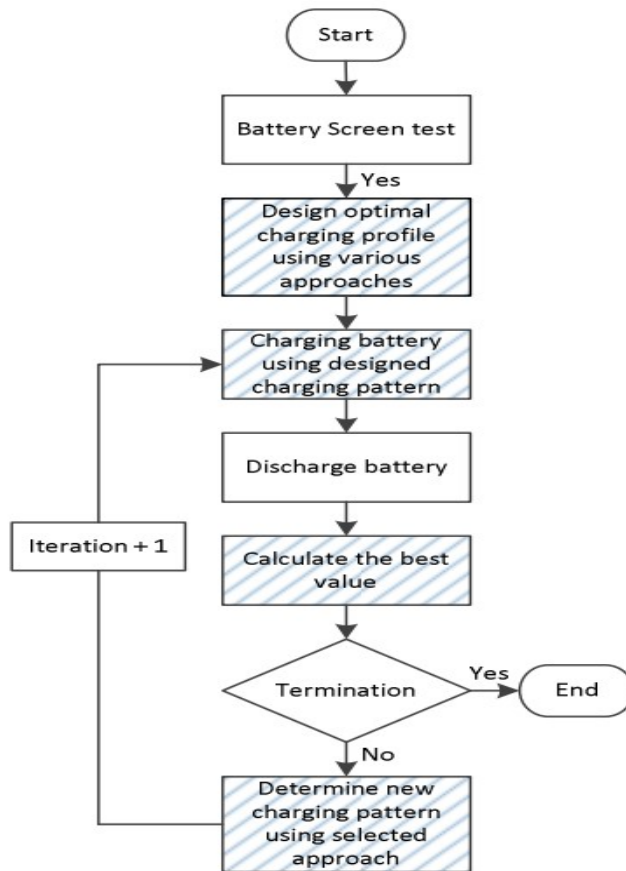 Start
Battery Screen test
Yes
Design optimal
charging profile
using various
approaches
Charging battery
using designed
charging pattern
Discharge battery
Iteration + 1
Calculate the best
value
Termination
Yes
End
No
Determine new
charging pattern
using selected
approach